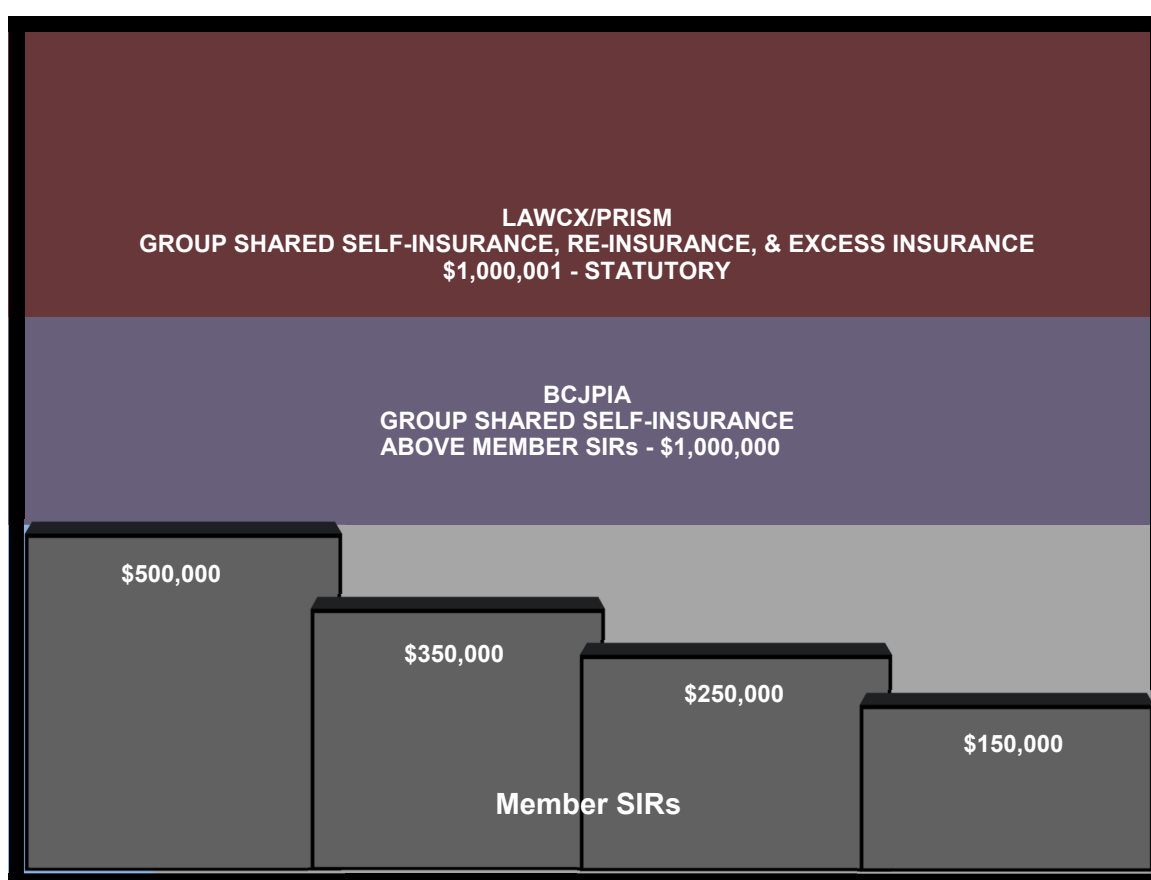 LAWCX/PRISM
GROUP SHARED SELF-INSURANCE, RE-INSURANCE, & EXCESS INSURANCE
$1,000,001 - STATUTORY
BCJPIA
GROUP SHARED SELF-INSURANCE
ABOVE MEMBER SIRs - $1,000,000
$500,000
$350,000
$250,000
$150,000
Member SIRs